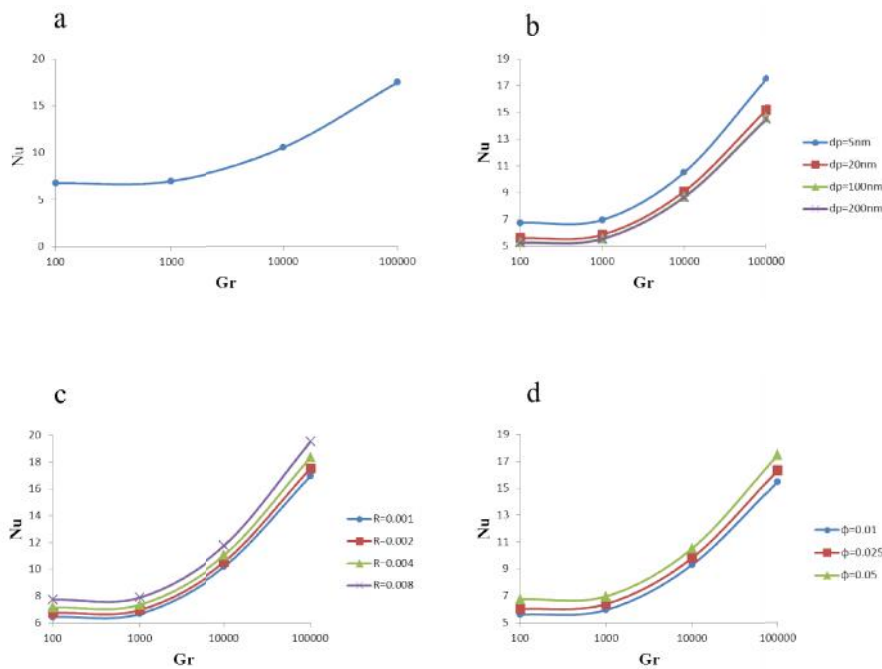 a
20
15
10
5
0
Nu
100 1000 10000 100000
Gr
b
19
17
15
13
11
9
7
5
Nu
100 1000 10000 100000
Gr
dp=5nm
dp=20nm
dp=100nm
dp=200nm
c
20
18
16
14
12
10
8
6
Nu
100 1000 10000 100000
Gr
R=0.001
R=0.002
R=0.004
R=0.008
d
19
17
15
13
11
9
7
5
Nu
100 1000 10000 100000
Gr
ϕ=0.01
ϕ=0.025
ϕ=0.05